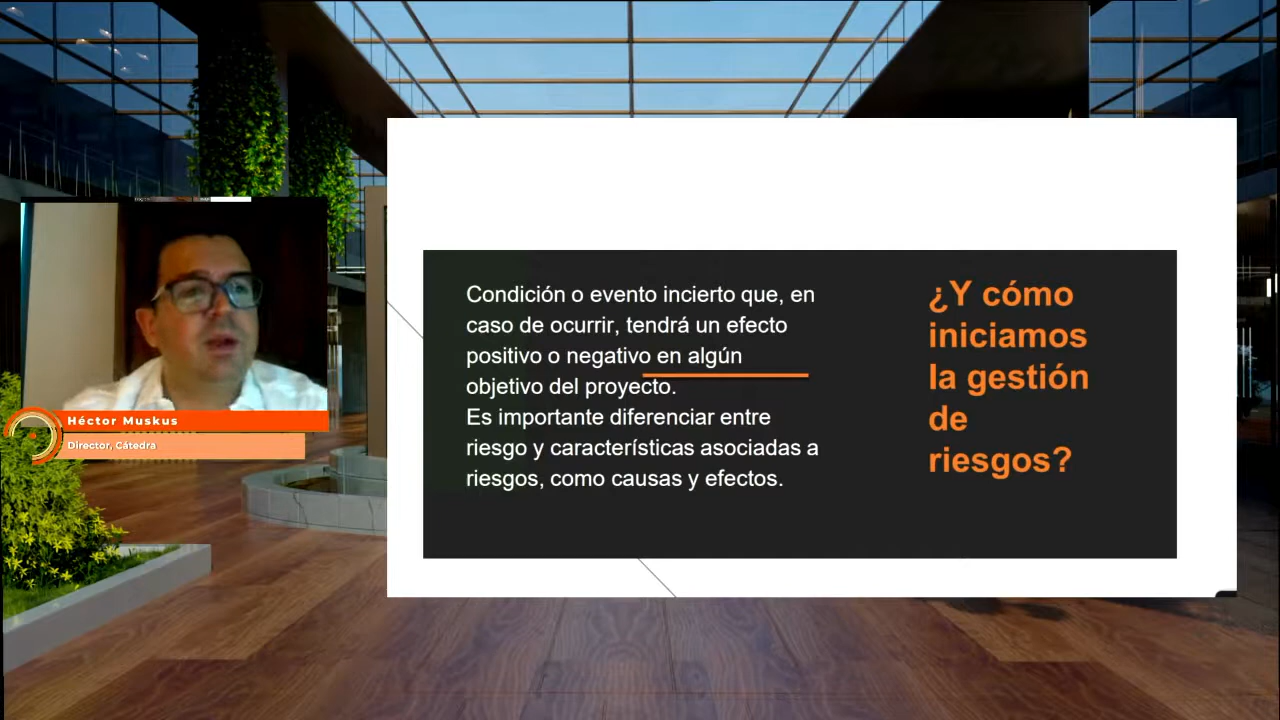 Héctor Muskus
Director, Cátedra
Condición o evento incierto que, en
caso de ocurrir, tendrá un efecto
positivo o negativo en algún
objetivo del proyecto.
Es importante diferenciar entre
riesgo y características asociadas a
riesgos, como causas y efectos.
¿Y cómo
iniciamos
la gestión
de
riesgos?